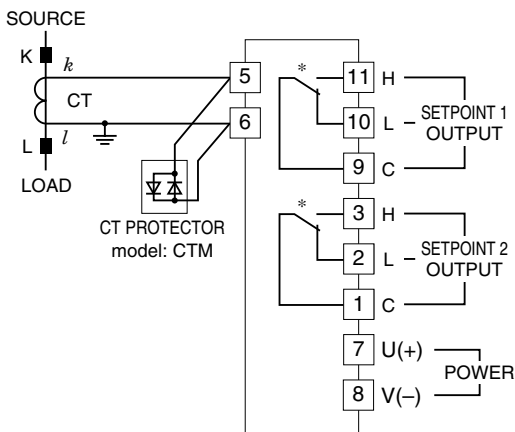 SOURCE
K
k
CT
L
l
LOAD
CT PROTECTOR
model: CTM
5
6
*
11 H
10 L
9 C
SETPOINT 1
OUTPUT
*
3 H
2 L
1 C
SETPOINT 2
OUTPUT
7 U(+)
8 V(–)
POWER